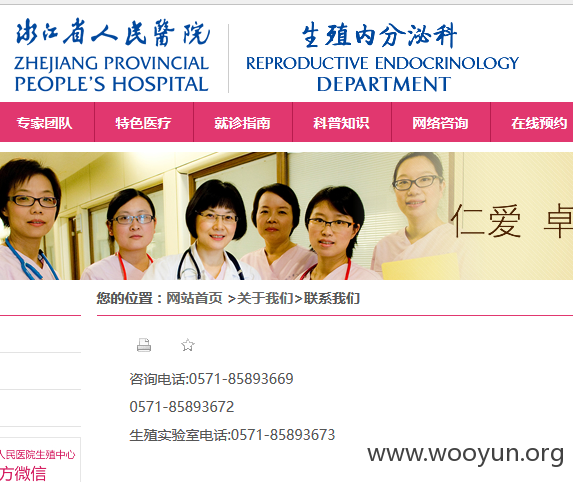 浙江省人民醫院
ZHEJIANG PROVINCIAL
PEOPLE'S HOSPITAL
生殖内分泌科
REPRODUCTIVE ENDOCRINOLOGY
DEPARTMENT
专家团队 特色医疗 就诊指南 科普知识 网络咨询 在线预约
仁爱 卓
您的位置：网站首页 >关于我们>联系我们
咨询电话:0571-85893669
0571-85893672
生殖实验室电话:0571-85893673
人民医院生殖中心
方微信
www.wooyun.org